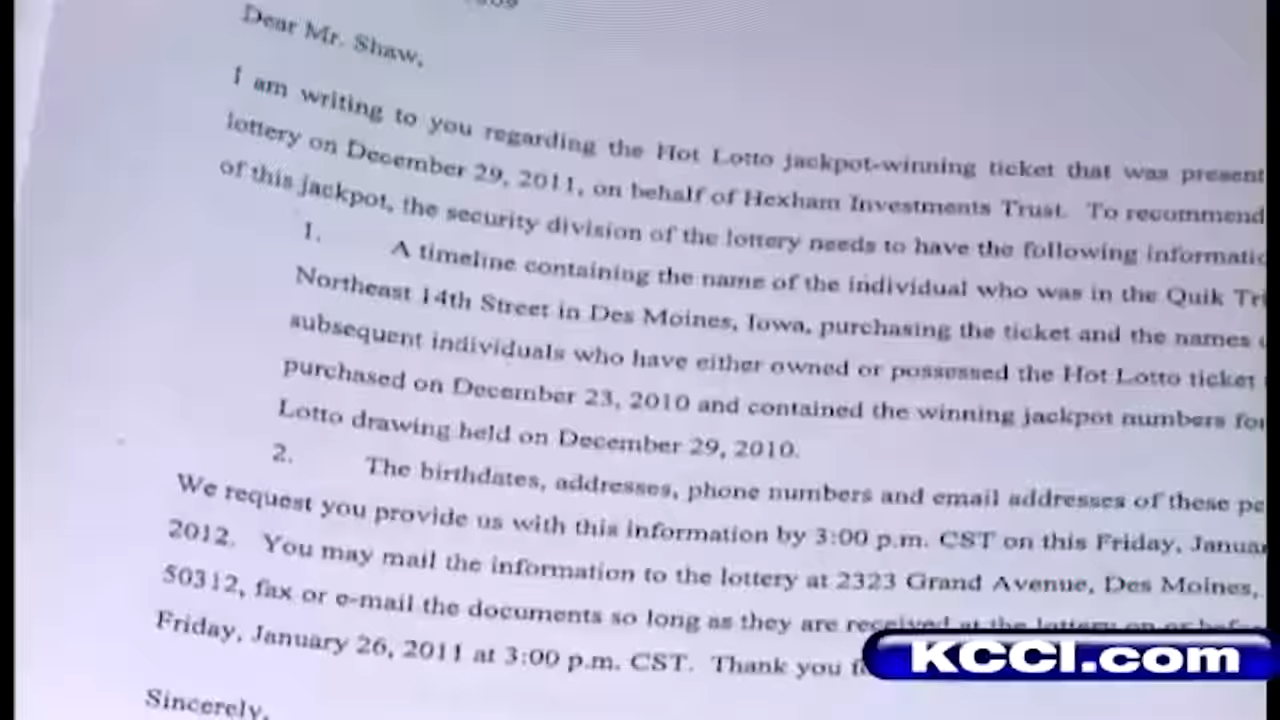 Dear Mr. Shaw,
I am writing to you regarding the Hot Lotto jackpot-winning ticket that was present
lottery on December 29, 2011, on behalf of Hexham Investments Trust. To recommend
of this jackpot, the security division of the lottery needs to have the following informatio
1. A timeline containing the name of the individual who was in the Quik Tri
Northeast 14th Street in Des Moines, Iowa, purchasing the ticket and the names
subsequent individuals who have either owned or possessed the Hot Lotto ticket
purchased on December 23, 2010 and contained the winning jackpot numbers for
Lotto drawing held on December 29, 2010.
2. The birthdates, addresses, phone numbers and email addresses of these pe
We request you provide us with this information by 3:00 p.m. CST on this Friday, Januar
2012. You may mail the information to the lottery at 2323 Grand Avenue, Des Moines,
50312, fax or e-mail the documents so long as they are received at the lottery on or before
Friday, January 26, 2011 at 3:00 p.m. CST. Thank you f
KCCI.com
Sincerely,